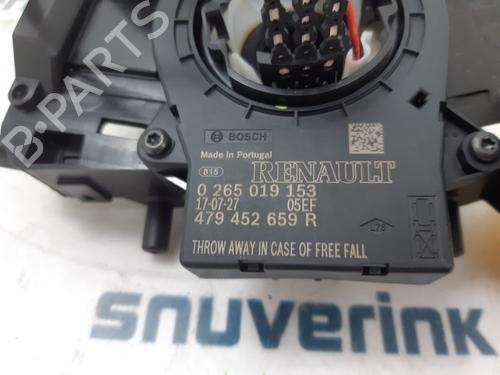 B-PARTS
BOSCH
Made in Portugal
815
RENAULT
0 265 019 153
17-07-27 05EF
479 452 659 R
L78
THROW AWAY IN CASE OF FREE FALL
snuverink